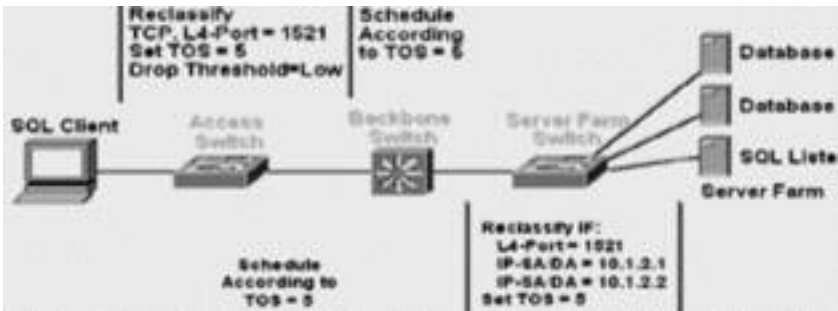 Reclassify
TCP, L4-Port = 1521
Set TOS = 5
Drop Threshold=Low
Schedule
According
to TOS = 5
Database
Database
SQL Liste
Server Farm
SQL Client
Access
Switch
Backbone
Switch
Server Farm
Switch
Schedule
According to
TOS = 5
Reclassify IF:
L4-Port = 1521
IP-SA/DA = 10.1.2.1
IP-SA/DA = 10.1.2.2
Set TOS = 5